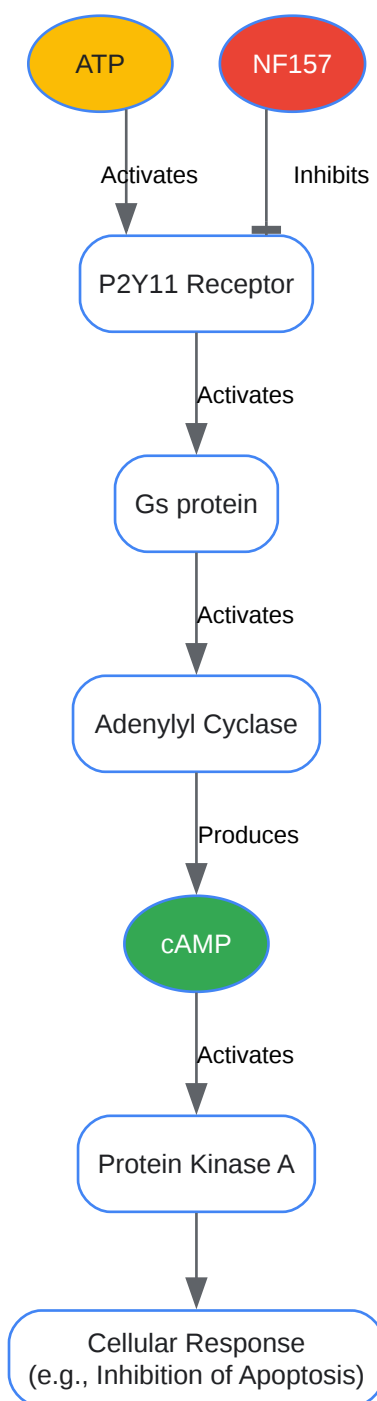 ATP
NF157
Activates
Inhibits
P2Y11 Receptor
Activates
Gs protein
Activates
Adenylyl Cyclase
Produces
cAMP
Activates
Protein Kinase A
Cellular Response
(e.g., Inhibition of Apoptosis)